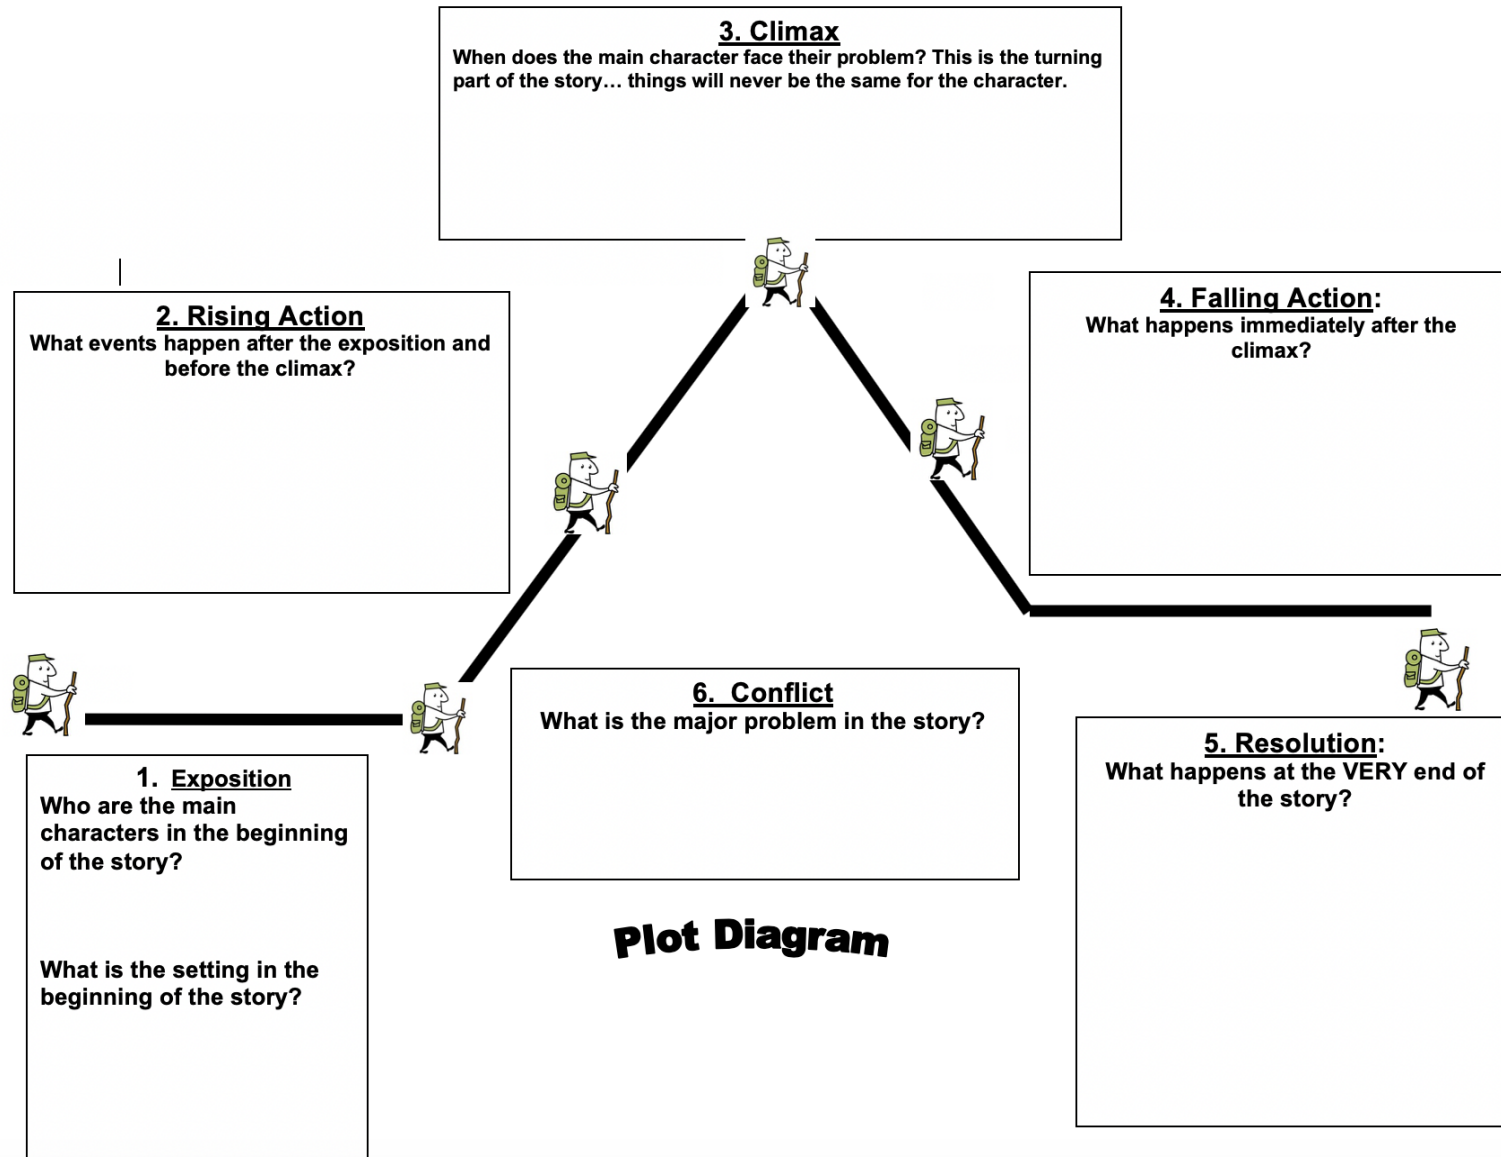 3. Climax
When does the main character face their problem? This is the turning
part of the story... things will never be the same for the character.
2. Rising Action
What events happen after the exposition and
before the climax?
4. Falling Action:
What happens immediately after the
climax?
6. Conflict
What is the major problem in the story?
5. Resolution:
What happens at the VERY end of
the story?
1. Exposition
Who are the main
characters in the beginning
of the story?
What is the setting in the
beginning of the story?
Plot Diagram